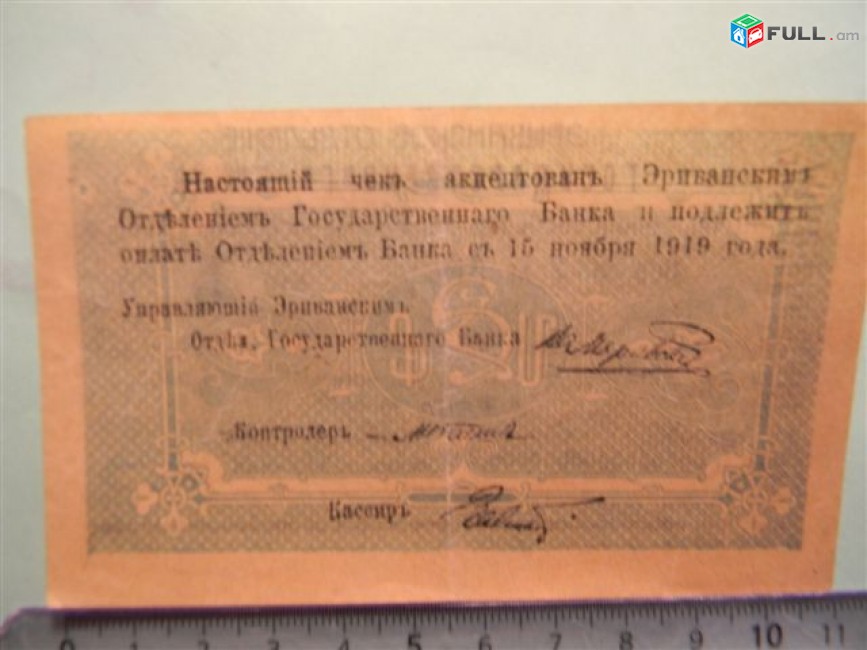 FULL.am
Настоящій чекъ акцептованъ Эриванскимъ
Отдѣленіемъ Государственнаго Банка и подлежитъ
оплатѣ Отдѣленіемъ Банка съ 15 ноября 1919 года.
Управляющій Эриванскимъ
Отдѣл. Государственнаго Банка
Контролеръ
Кассиръ
0 1 2 3 4 5 6 7 8 9 10 11